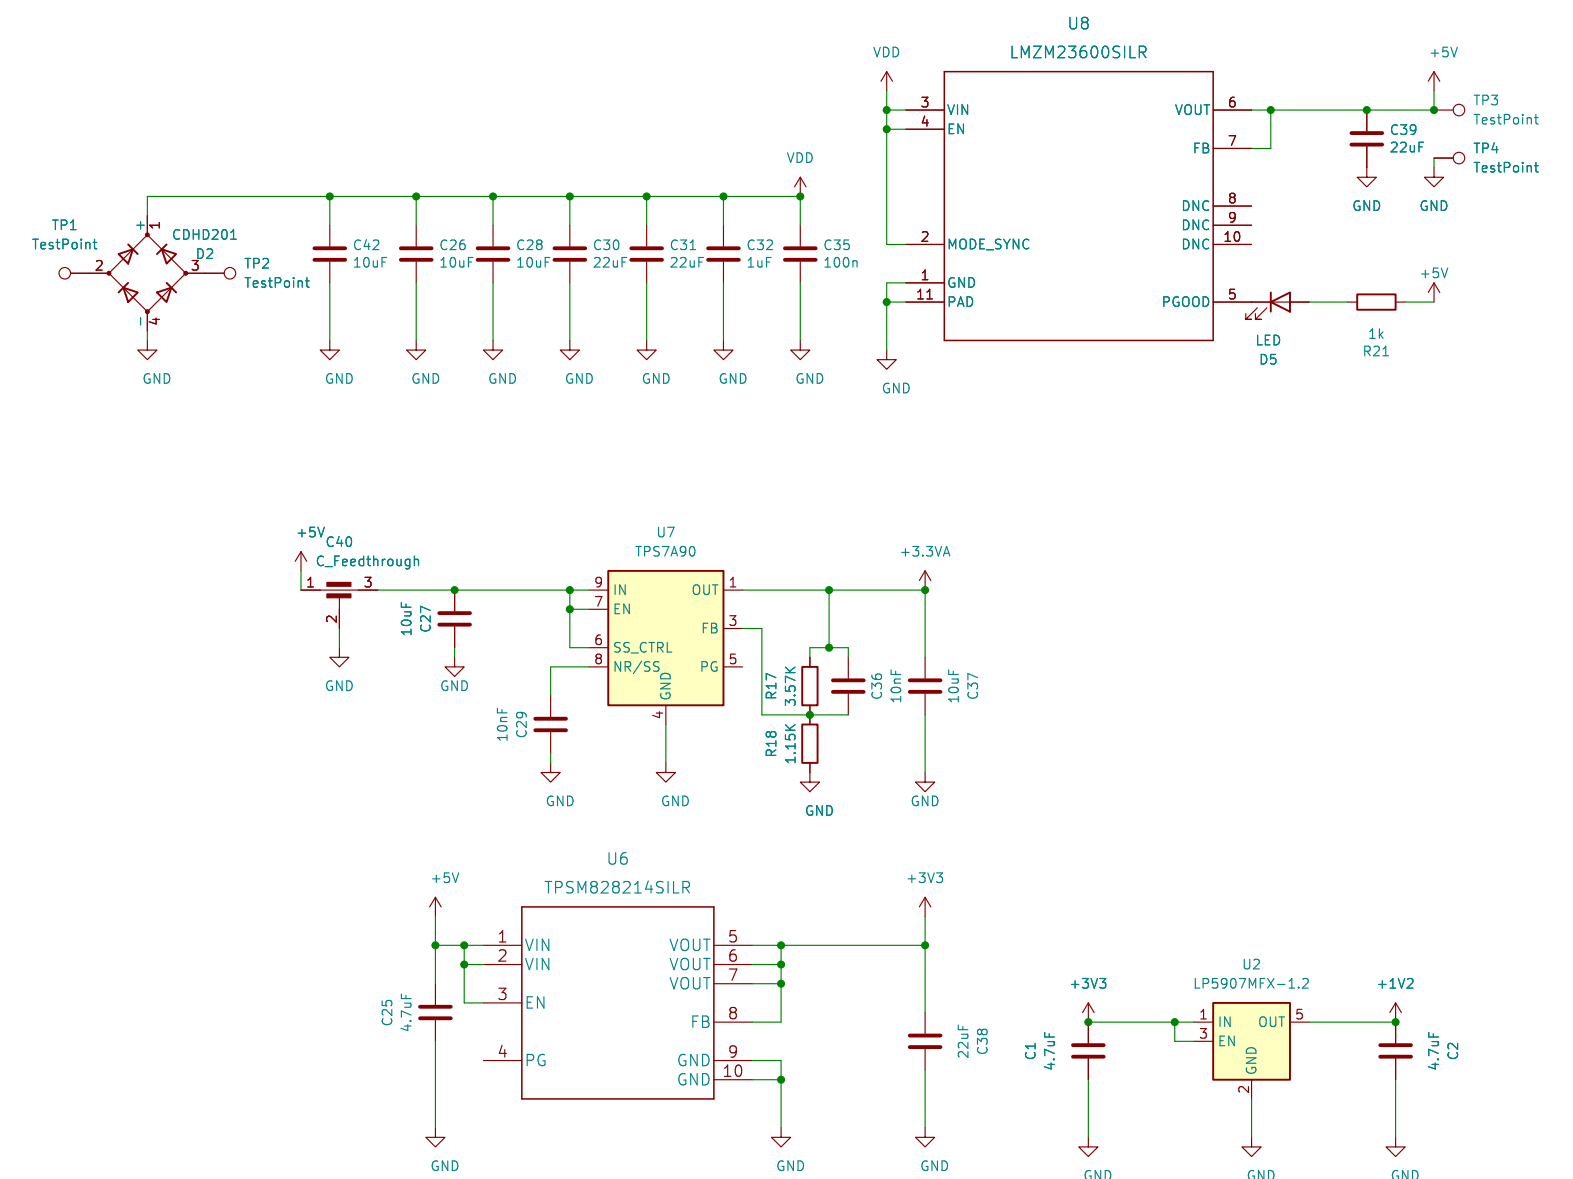 U8
LMZM23600SILR
VDD
3 VIN
4 EN
2 MODE_SYNC
1 GND
11 PAD
GND
VOUT 6
FB 7
DNC 8
DNC 9
DNC 10
PGOOD 5
+5V
TP3
TestPoint
C39
22uF
TP4
TestPoint
GND
GND
+5V
LED
D5
1k
R21
VDD
TP1
TestPoint
+
1
CDHD201
D2
2
3
TP2
TestPoint
-
4
GND
C42
10uF
GND
C26
10uF
GND
C28
10uF
GND
C30
22uF
GND
C31
22uF
GND
C32
1uF
GND
C35
100n
GND
+5V
C40
C_Feedthrough
1
3
2
GND
10uF
C27
GND
U7
TPS7A90
9 IN
7 EN
6 SS_CTRL
8 NR/SS
GND
4
OUT 1
FB 3
PG 5
10nF
C29
GND
GND
R17
3.57K
C36
10nF
R18
1.15K
GND
+3.3VA
10uF
C37
GND
U6
TPSM828214SILR
+5V
1 VIN
2 VIN
3 EN
4 PG
VOUT 5
VOUT 6
VOUT 7
FB 8
GND 9
GND 10
C25
4.7uF
GND
GND
+3V3
22uF
C38
GND
U2
LP5907MFX-1.2
+3V3
1 IN
3 EN
OUT 5
GND
2
+1V2
C1
4.7uF
4.7uF
C2
GND
GND
GND